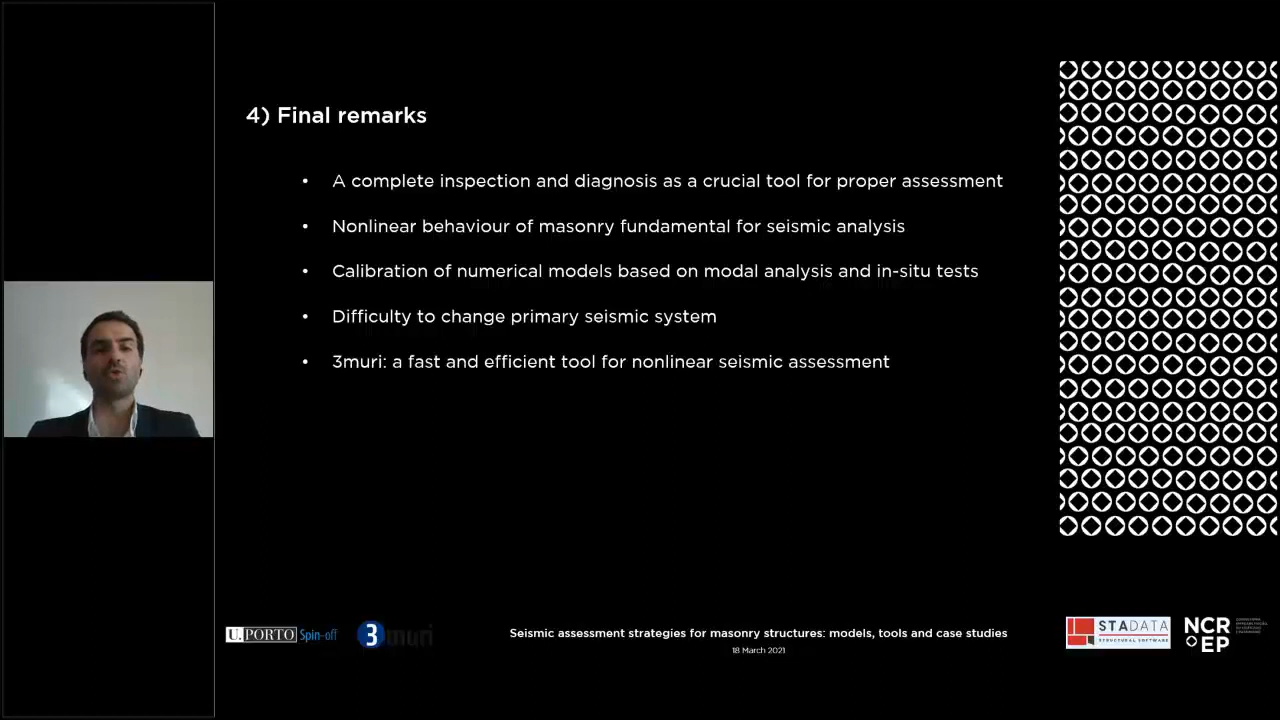 4) Final remarks
• A complete inspection and diagnosis as a crucial tool for proper assessment
• Nonlinear behaviour of masonry fundamental for seismic analysis
• Calibration of numerical models based on modal analysis and in-situ tests
• Difficulty to change primary seismic system
• 3muri: a fast and efficient tool for nonlinear seismic assessment
U.PORTO Spin-off
3muri
Seismic assessment strategies for masonry structures: models, tools and case studies
18 March 2021
STADATA
STRUCTURAL SOFTWARE
NCR
EP